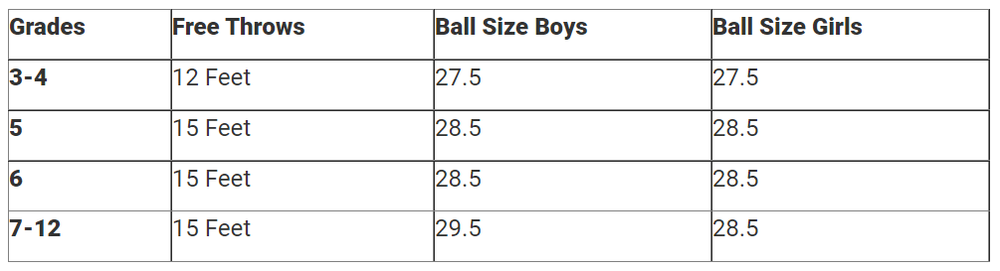 Grades Free Throws Ball Size Boys Ball Size Girls
3-4 12 Feet 27.5 27.5
5 15 Feet 28.5 28.5
6 15 Feet 28.5 28.5
7-12 15 Feet 29.5 28.5